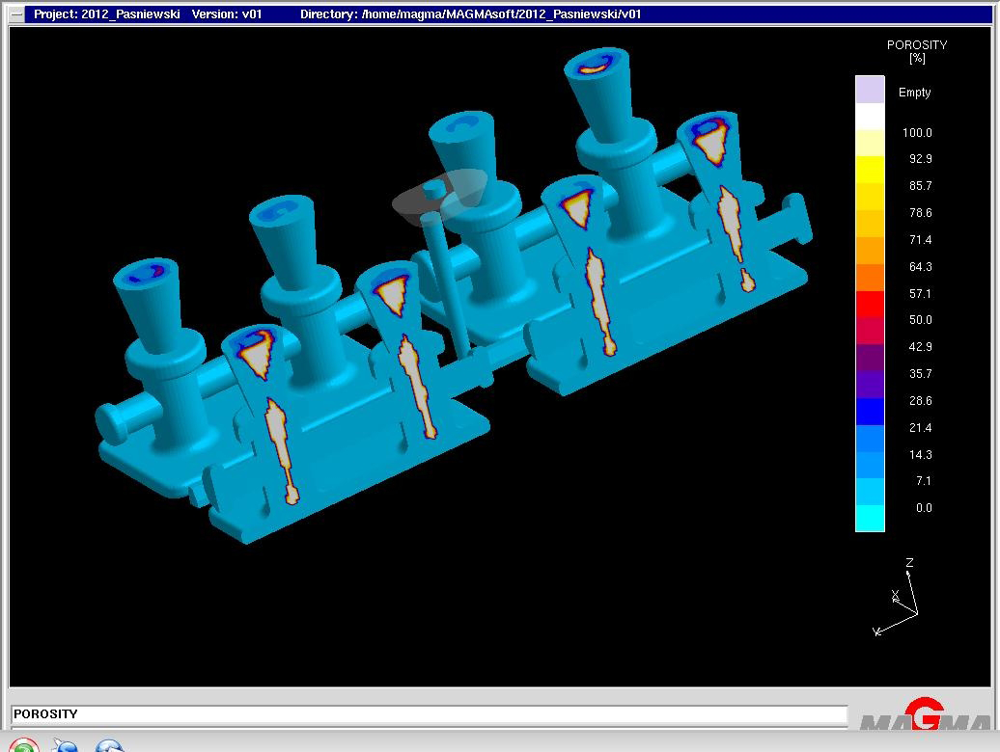 Project: 2012_Pasniewski Version: v01 Directory: /home/magma/MAGMAsoft/2012_Pasniewski/v01
POROSITY
[%]
Empty
100.0
92.9
85.7
78.6
71.4
64.3
57.1
50.0
42.9
35.7
28.6
21.4
14.3
7.1
0.0
Z
X
Y
POROSITY
MAGMA